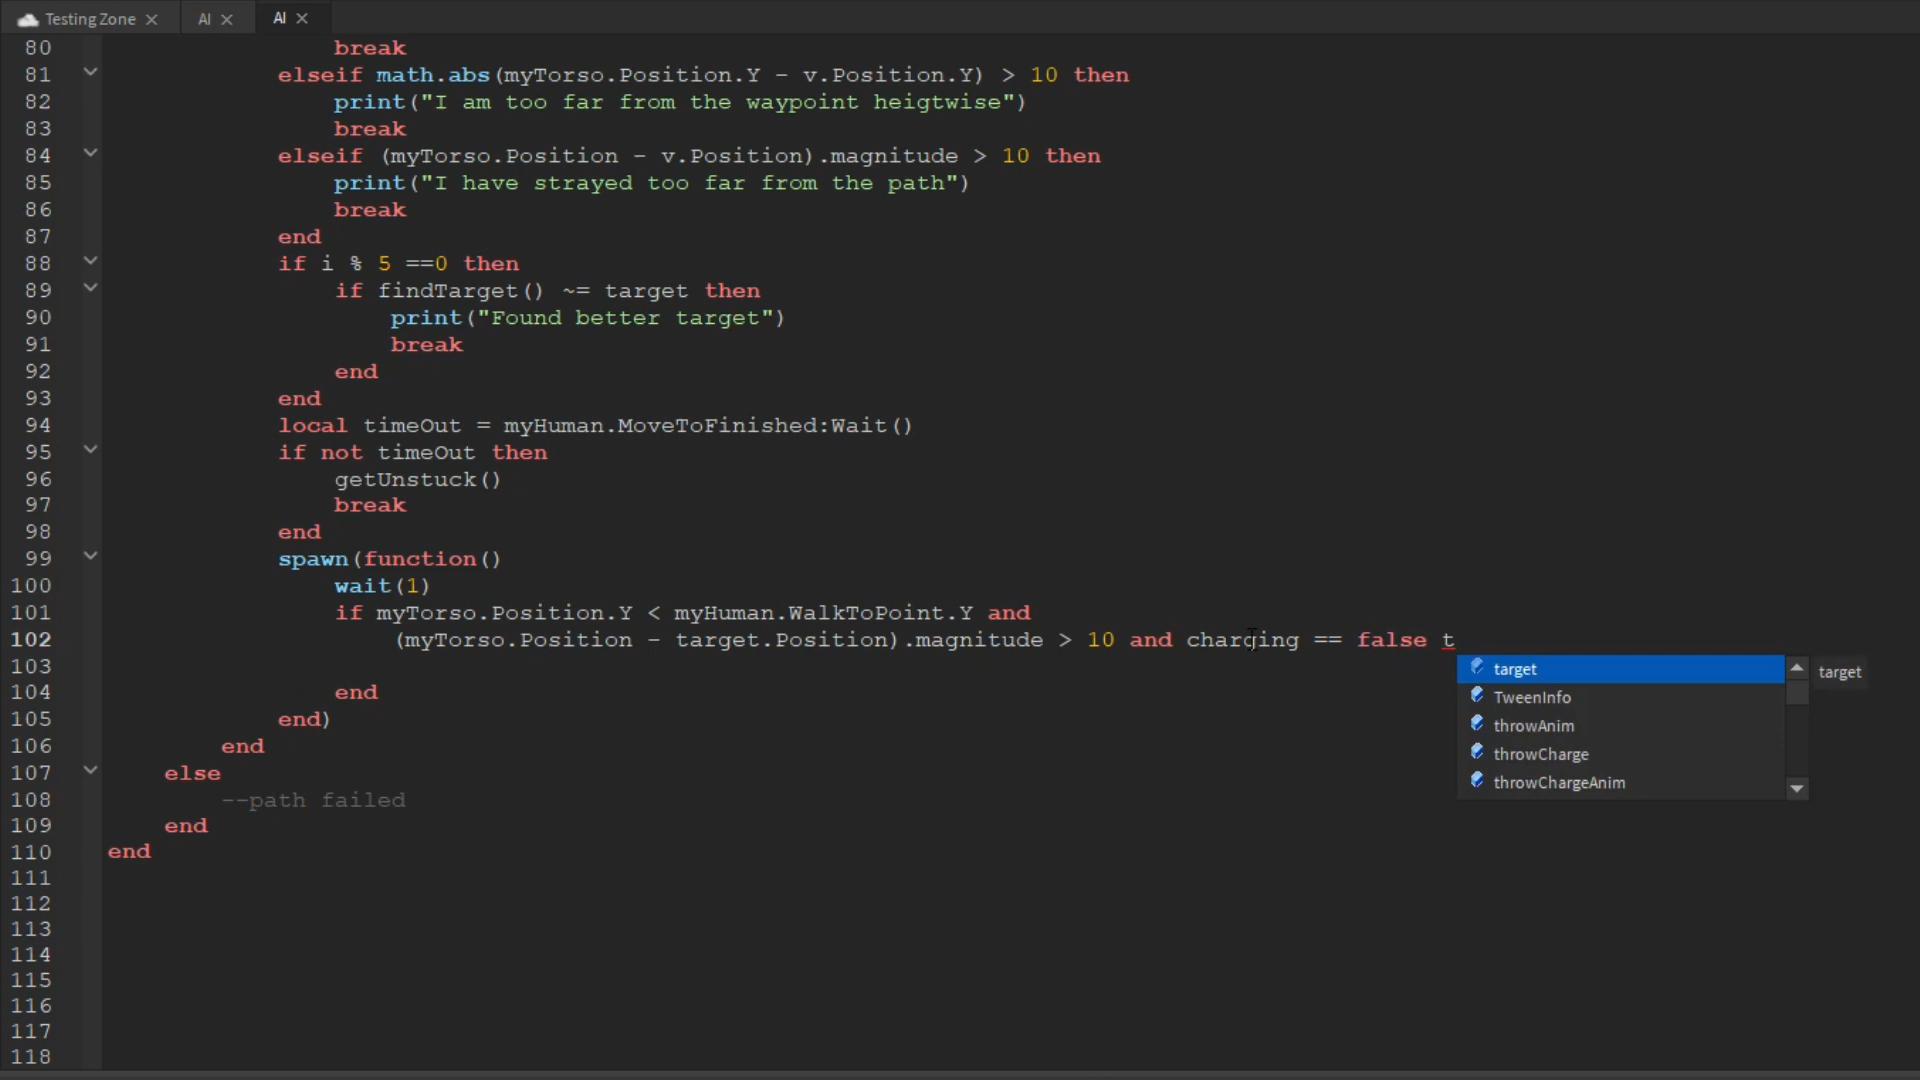 Testing Zone AI AI
80 break
81 elseif math.abs(myTorso.Position.Y - v.Position.Y) > 10 then
82 print("I am too far from the waypoint heigtwise")
83 break
84 elseif (myTorso.Position - v.Position).magnitude > 10 then
85 print("I have strayed too far from the path")
86 break
87 end
88 if i % 5 ==0 then
89 if findTarget() ~= target then
90 print("Found better target")
91 break
92 end
93 end
94 local timeOut = myHuman.MoveToFinished:Wait()
95 if not timeOut then
96 getUnstuck()
97 break
98 end
99 spawn(function()
100 wait(1)
101 if myTorso.Position.Y < myHuman.WalkToPoint.Y and
102 (myTorso.Position - target.Position).magnitude > 10 and charging == false t
103
104 end
105 end)
106 end
107 else
108 --path failed
109 end
110 end
111
112
113
114
115
116
117
118
target
TweenInfo
throwAnim
throwCharge
throwChargeAnim
target